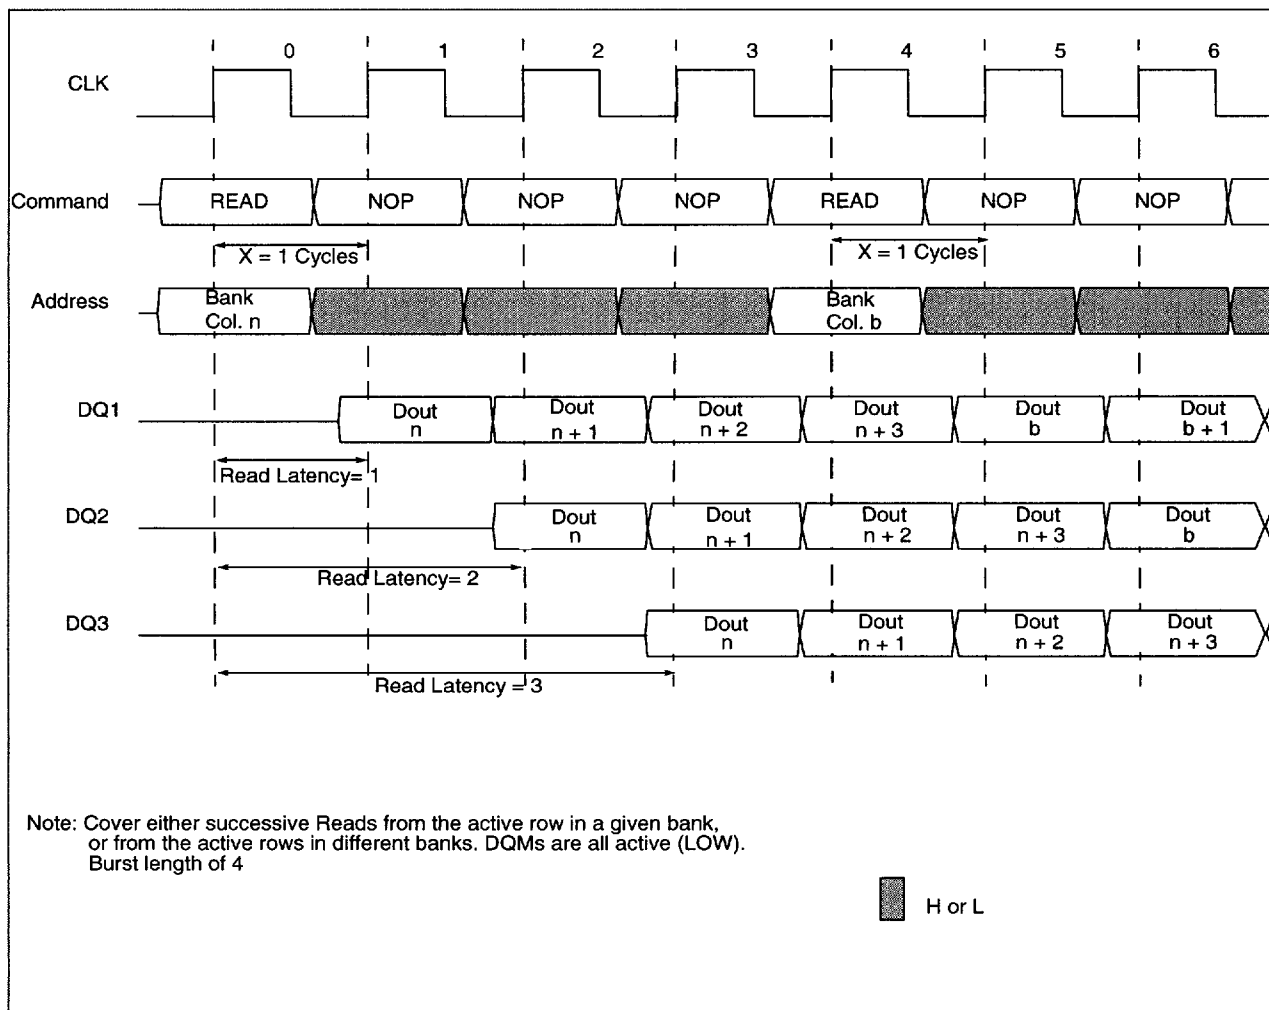 0 1 2 3 4 5 6
CLK
Command READ NOP NOP NOP READ NOP NOP
X = 1 Cycles X = 1 Cycles
Address Bank Col. n Bank Col. b
DQ1 Dout n Dout n + 1 Dout n + 2 Dout n + 3 Dout b Dout b + 1
Read Latency= 1
DQ2 Dout n Dout n + 1 Dout n + 2 Dout n + 3 Dout b
Read Latency= 2
DQ3 Dout n Dout n + 1 Dout n + 2 Dout n + 3
Read Latency = 3
Note: Cover either successive Reads from the active row in a given bank,
or from the active rows in different banks. DQMs are all active (LOW).
Burst length of 4
H or L